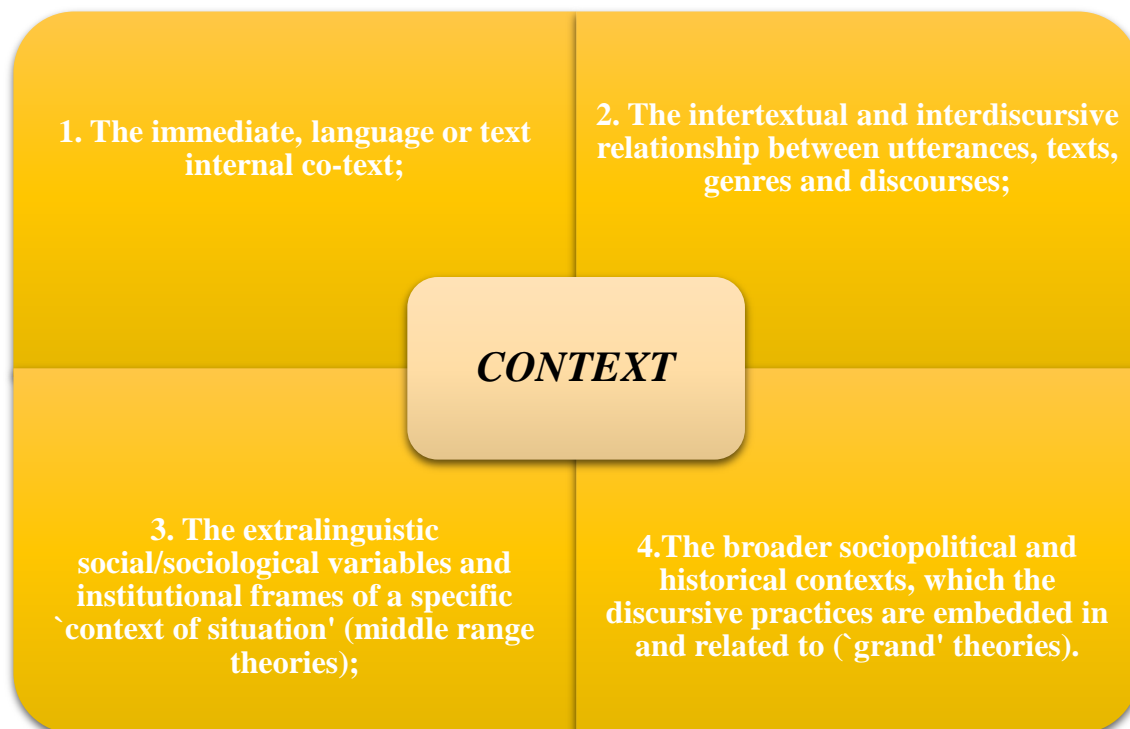 1. The immediate, language or text
internal co-text;
2. The intertextual and interdiscursive
relationship between utterances, texts,
genres and discourses;
CONTEXT
3. The extralinguistic
social/sociological variables and
institutional frames of a specific
`context of situation' (middle range
theories);
4.The broader sociopolitical and
historical contexts, which the
discursive practices are embedded in
and related to (`grand' theories).